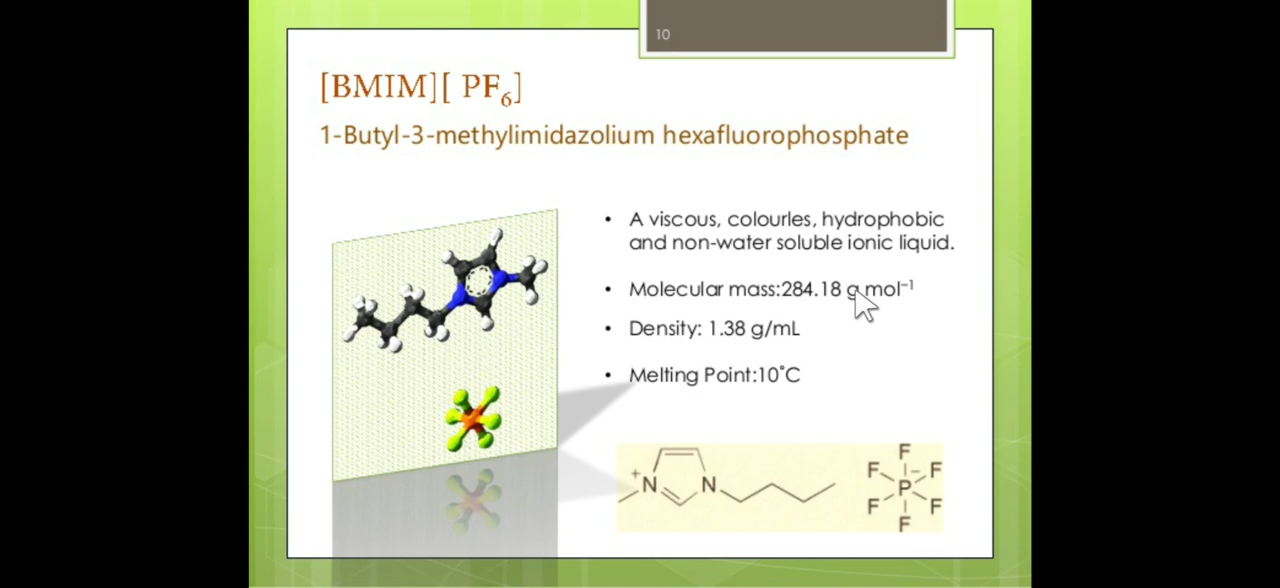 10
[BMIM][ PF₆]
1-Butyl-3-methylimidazolium hexafluorophosphate
• A viscous, colourles, hydrophobic
and non-water soluble ionic liquid.
• Molecular mass:284.18 g mol⁻¹
• Density: 1.38 g/mL
• Melting Point:10˚C
F
F – F
+
N N P
F F
F